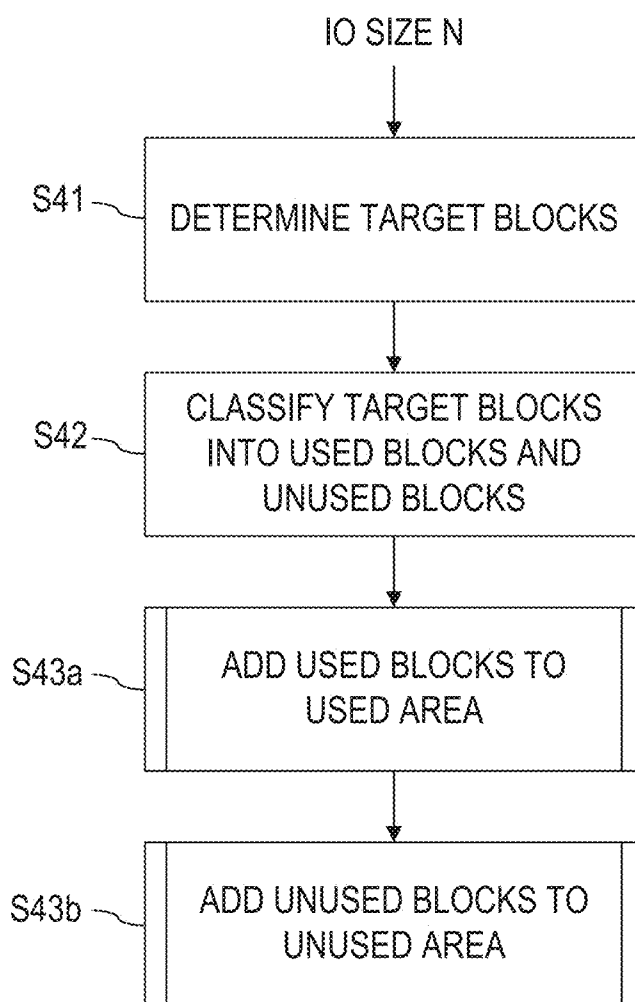 IO SIZE N
S41
DETERMINE TARGET BLOCKS
S42
CLASSIFY TARGET BLOCKS
INTO USED BLOCKS AND
UNUSED BLOCKS
S43a
ADD USED BLOCKS TO
USED AREA
S43b
ADD UNUSED BLOCKS TO
UNUSED AREA